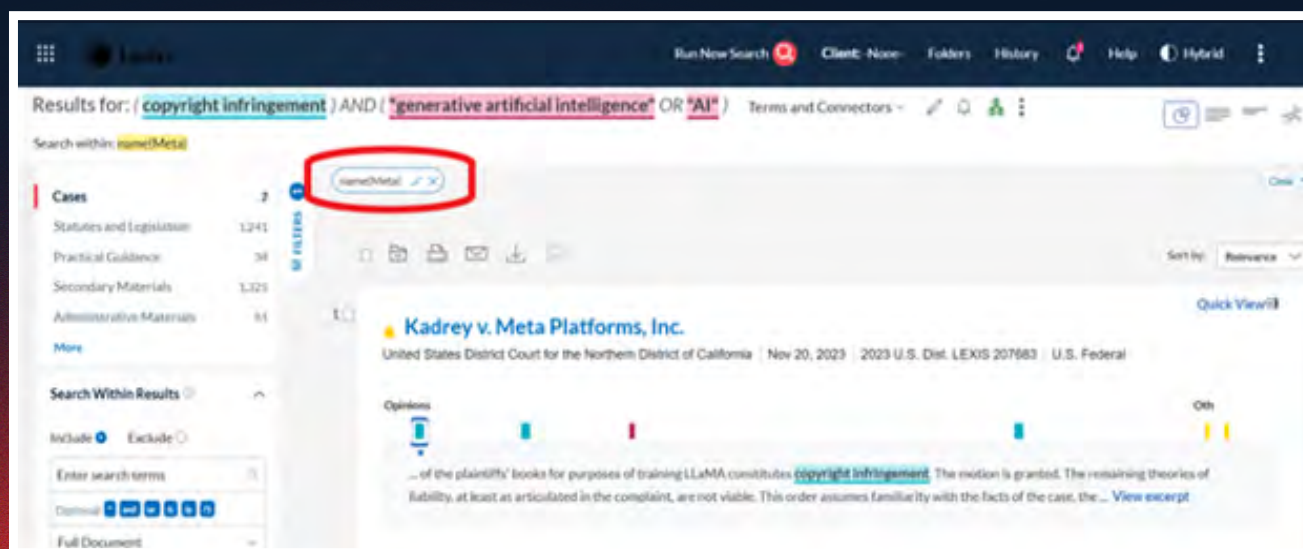 Run New Search Client: -None- Folders History Help Hybrid
Results for: ( copyright infringement ) AND ( "generative artificial intelligence" OR "AI" ) Terms and Connectors
Search within: name(Meta)
name(Meta)
Cases 2
Statutes and Legislation 1,241
FILTERS
Practical Guidance
Sort by: Relevance
Secondary Materials
Administrative Materials
Quick View
1
Kadrey v. Meta Platforms, Inc.
More
United States District Court for the Northern District of California Nov 20, 2023 2023 U.S. Dist. LEXIS 207683 U.S. Federal
Search Within Results
Opinions Oth
Include Exclude
... of the plaintiffs' books for purposes of training LLaMA constitutes copyright infringement. The motion is granted. The remaining theories of
Enter search terms
liability, at least as articulated in the complaint, are not viable. This order assumes familiarity with the facts of the case, the ... View excerpt
Full Document